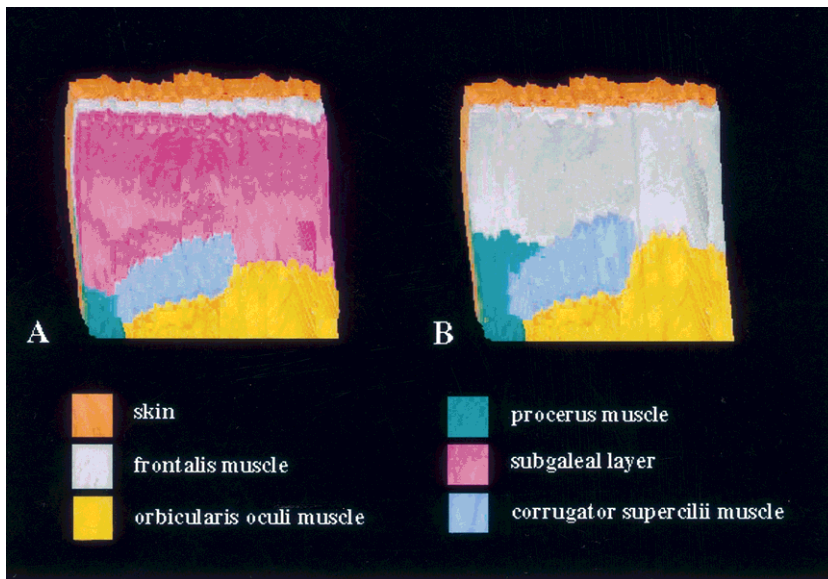 A
B
skin
frontalis muscle
orbicularis oculi muscle
procerus muscle
subgaleal layer
corrugator supercilii muscle